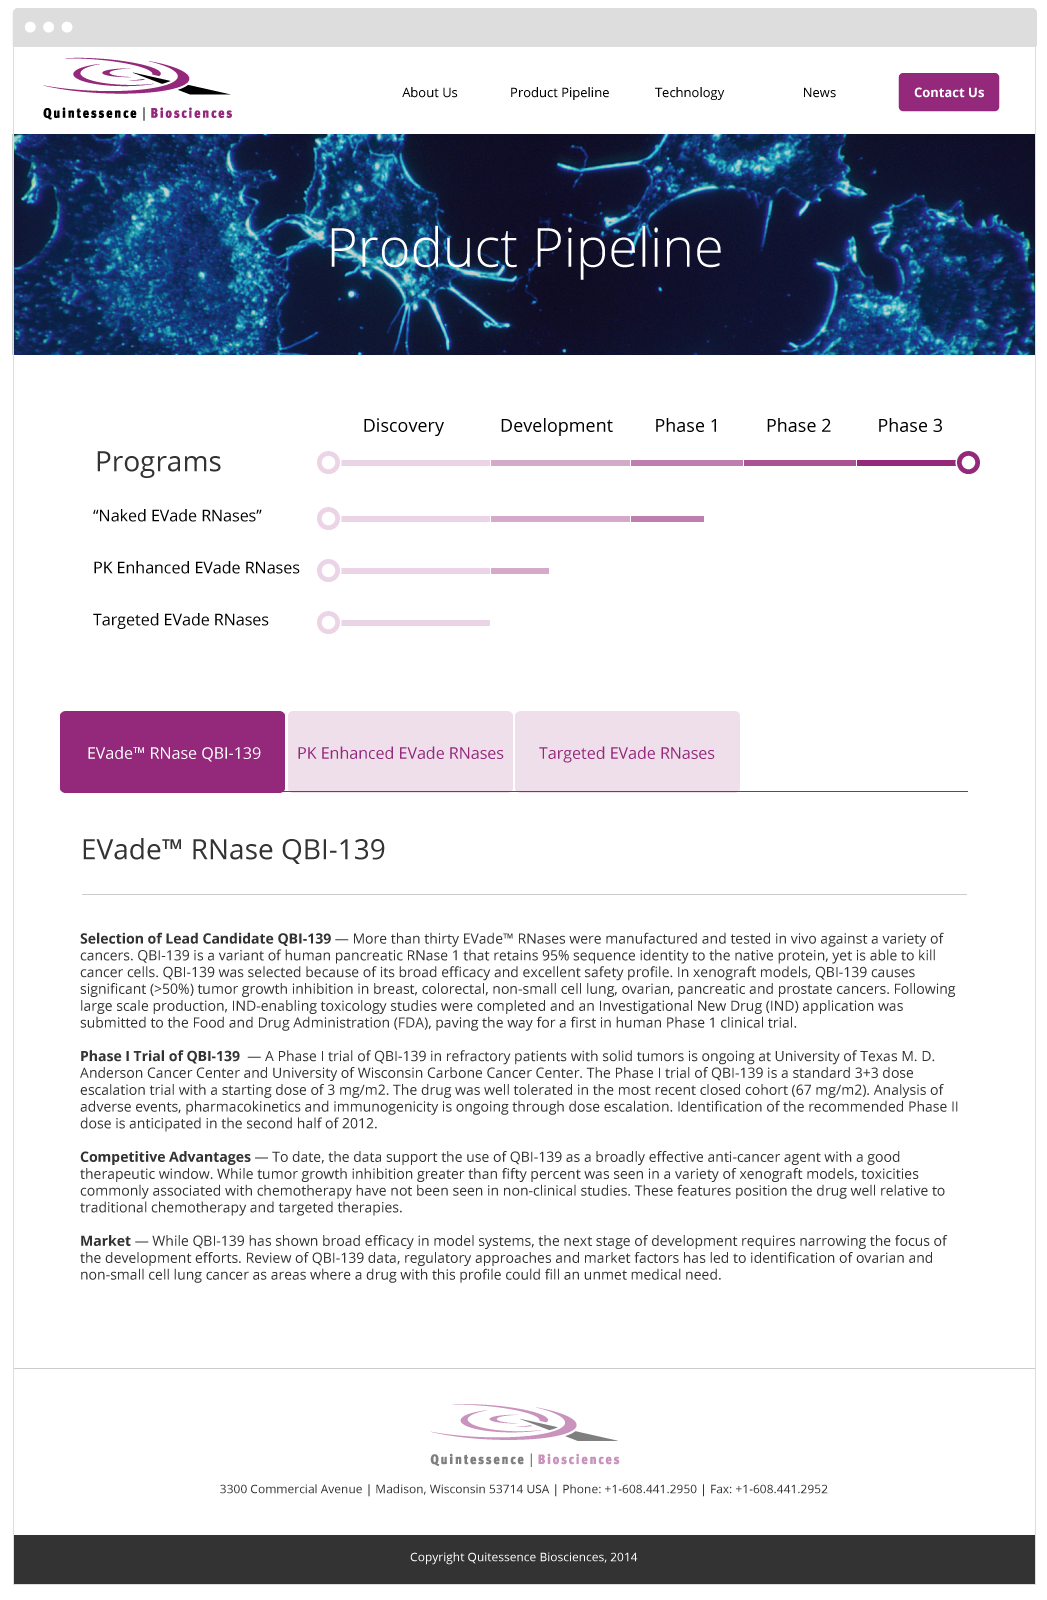 Quintessence | Biosciences
About Us
Product Pipeline
Technology
News
Contact Us
Product Pipeline
Discovery
Development
Phase 1
Phase 2
Phase 3
Programs
“Naked EVade RNases”
PK Enhanced EVade RNases
Targeted EVade RNases
EVade™ RNase QBI-139
PK Enhanced EVade RNases
Targeted EVade RNases
EVade™ RNase QBI-139
Selection of Lead Candidate QBI-139 — More than thirty EVade™ RNases were manufactured and tested in vivo against a variety of
cancers. QBI-139 is a variant of human pancreatic RNase 1 that retains 95% sequence identity to the native protein, yet is able to kill
cancer cells. QBI-139 was selected because of its broad efficacy and excellent safety profile. In xenograft models, QBI-139 causes
significant (>50%) tumor growth inhibition in breast, colorectal, non-small cell lung, ovarian, pancreatic and prostate cancers. Following
large scale production, IND-enabling toxicology studies were completed and an Investigational New Drug (IND) application was
submitted to the Food and Drug Administration (FDA), paving the way for a first in human Phase 1 clinical trial.
Phase I Trial of QBI-139 — A Phase I trial of QBI-139 in refractory patients with solid tumors is ongoing at University of Texas M. D.
Anderson Cancer Center and University of Wisconsin Carbone Cancer Center. The Phase I trial of QBI-139 is a standard 3+3 dose
escalation trial with a starting dose of 3 mg/m2. The drug was well tolerated in the most recent closed cohort (67 mg/m2). Analysis of
adverse events, pharmacokinetics and immunogenicity is ongoing through dose escalation. Identification of the recommended Phase II
dose is anticipated in the second half of 2012.
Competitive Advantages — To date, the data support the use of QBI-139 as a broadly effective anti-cancer agent with a good
therapeutic window. While tumor growth inhibition greater than fifty percent was seen in a variety of xenograft models, toxicities
commonly associated with chemotherapy have not been seen in non-clinical studies. These features position the drug well relative to
traditional chemotherapy and targeted therapies.
Market — While QBI-139 has shown broad efficacy in model systems, the next stage of development requires narrowing the focus of
the development efforts. Review of QBI-139 data, regulatory approaches and market factors has led to identification of ovarian and
non-small cell lung cancer as areas where a drug with this profile could fill an unmet medical need.
Quintessence | Biosciences
3300 Commercial Avenue | Madison, Wisconsin 53714 USA | Phone: +1-608.441.2950 | Fax: +1-608.441.2952
Copyright Quitessence Biosciences, 2014